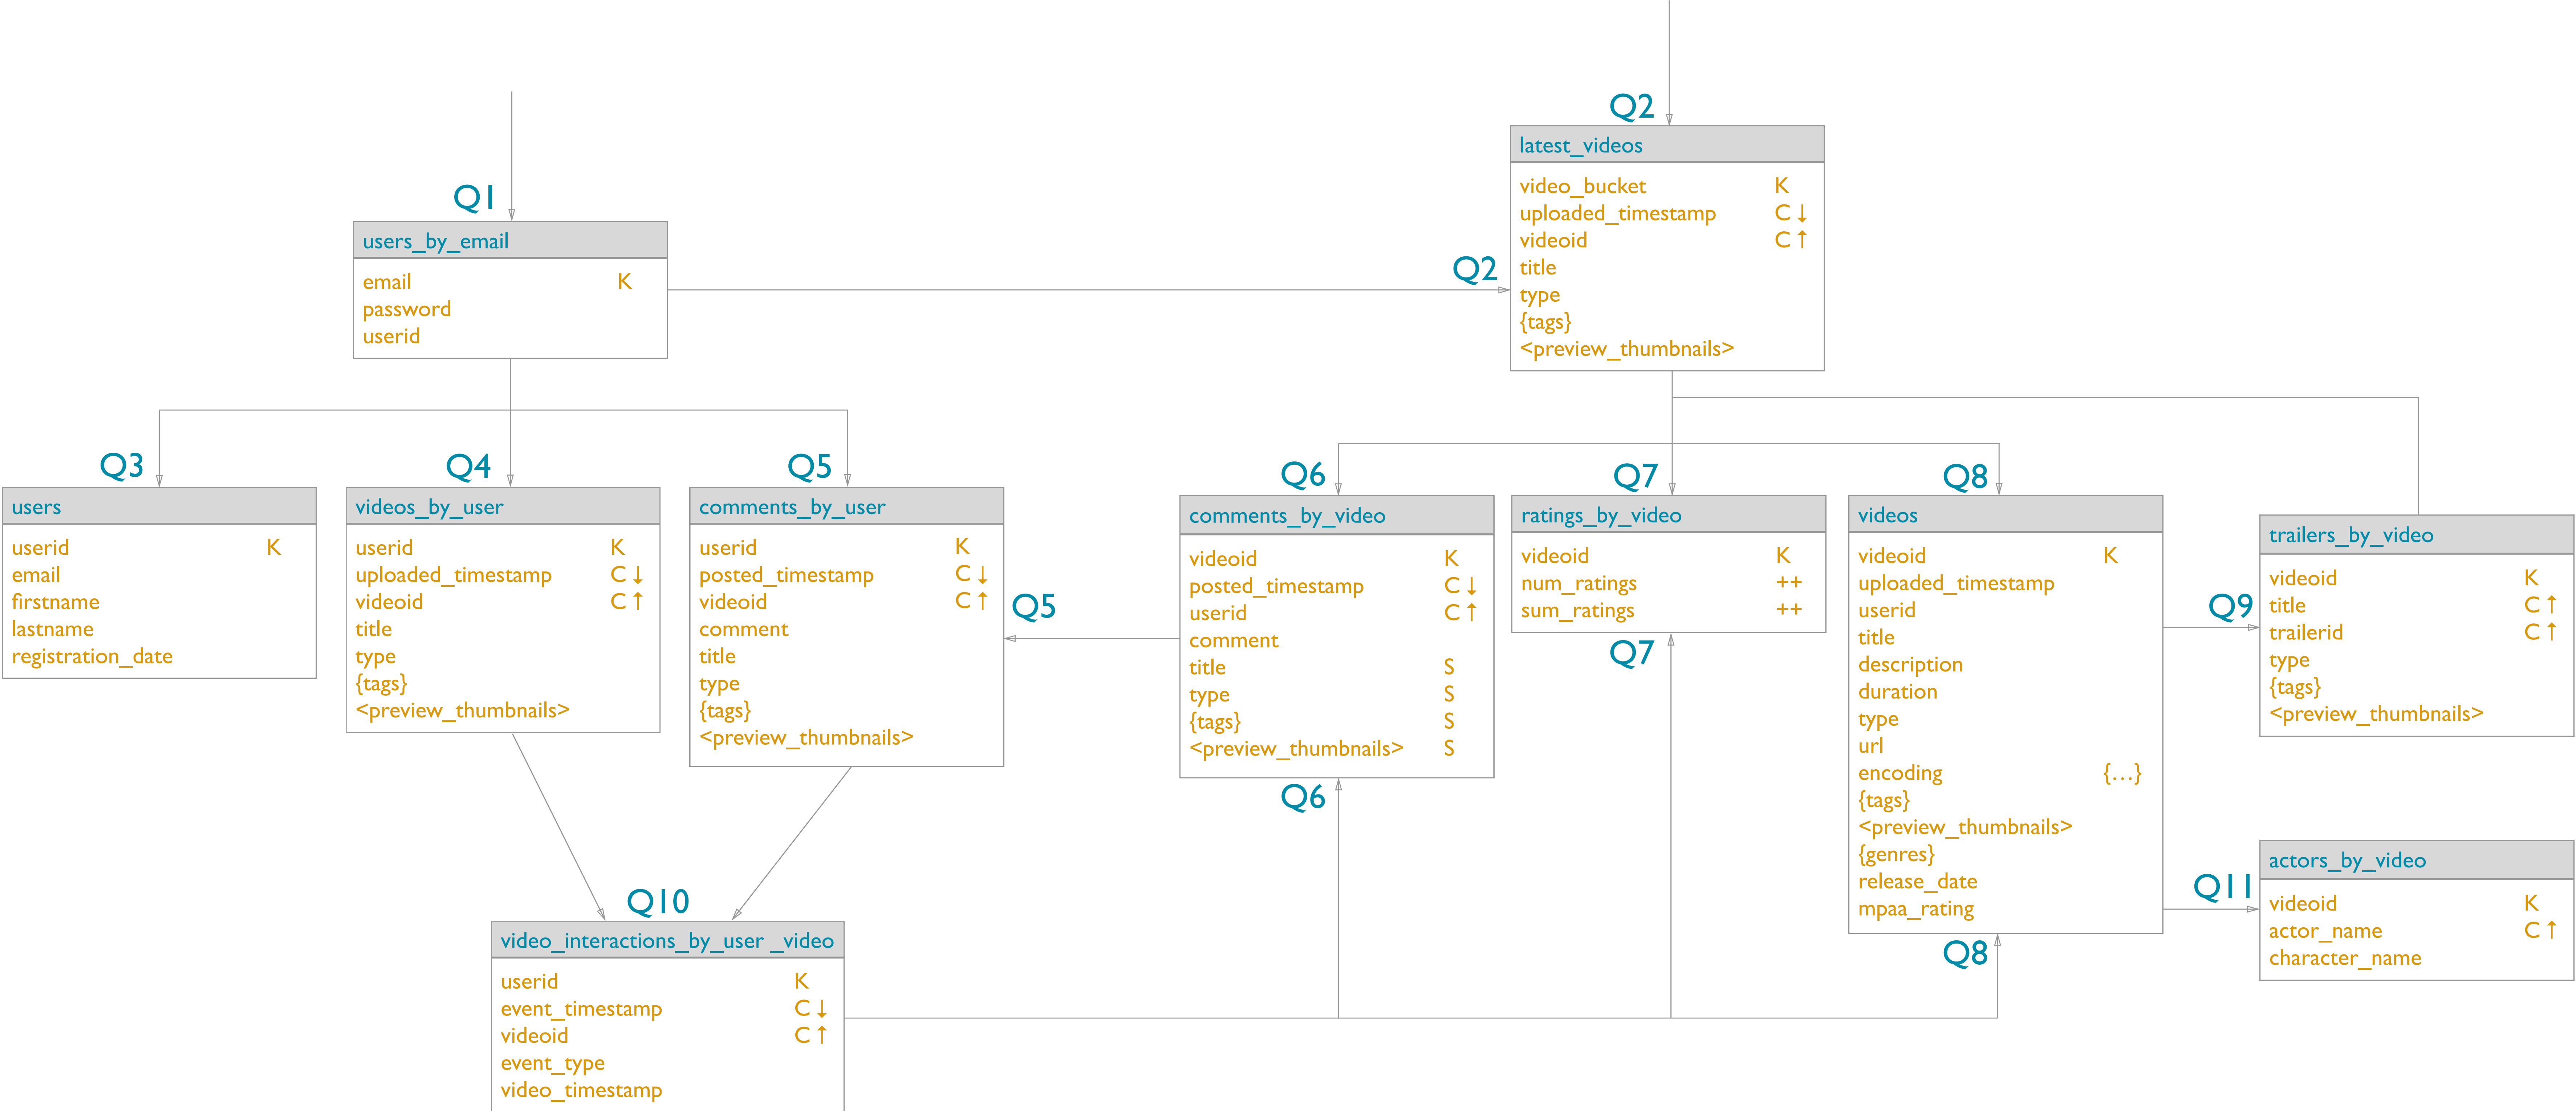 Q2
latest_videos
video_bucket K
uploaded_timestamp C↓
videoid C↑
title
type
{tags}
<preview_thumbnails>
Q1
users_by_email
email K
password
userid
Q2
Q3
users
userid K
email
firstname
lastname
registration_date
Q4
videos_by_user
userid K
uploaded_timestamp C↓
videoid C↑
title
type
{tags}
<preview_thumbnails>
Q5
comments_by_user
userid K
posted_timestamp C↓
videoid C↑
comment
title
type
{tags}
<preview_thumbnails>
Q5
Q6
comments_by_video
videoid K
posted_timestamp C↓
userid C↑
comment
title S
type S
{tags} S
<preview_thumbnails> S
Q6
Q7
ratings_by_video
videoid K
num_ratings ++
sum_ratings ++
Q7
Q8
videos
videoid K
uploaded_timestamp
userid
title
description
duration
type
url
encoding {...}
{tags}
<preview_thumbnails>
{genres}
release_date
mpaa_rating
Q8
Q9
trailers_by_video
videoid K
title C↑
trailerid C↑
type
{tags}
<preview_thumbnails>
Q11
actors_by_video
videoid K
actor_name C↑
character_name
Q10
video_interactions_by_user _video
userid K
event_timestamp C↓
videoid C↑
event_type
video_timestamp